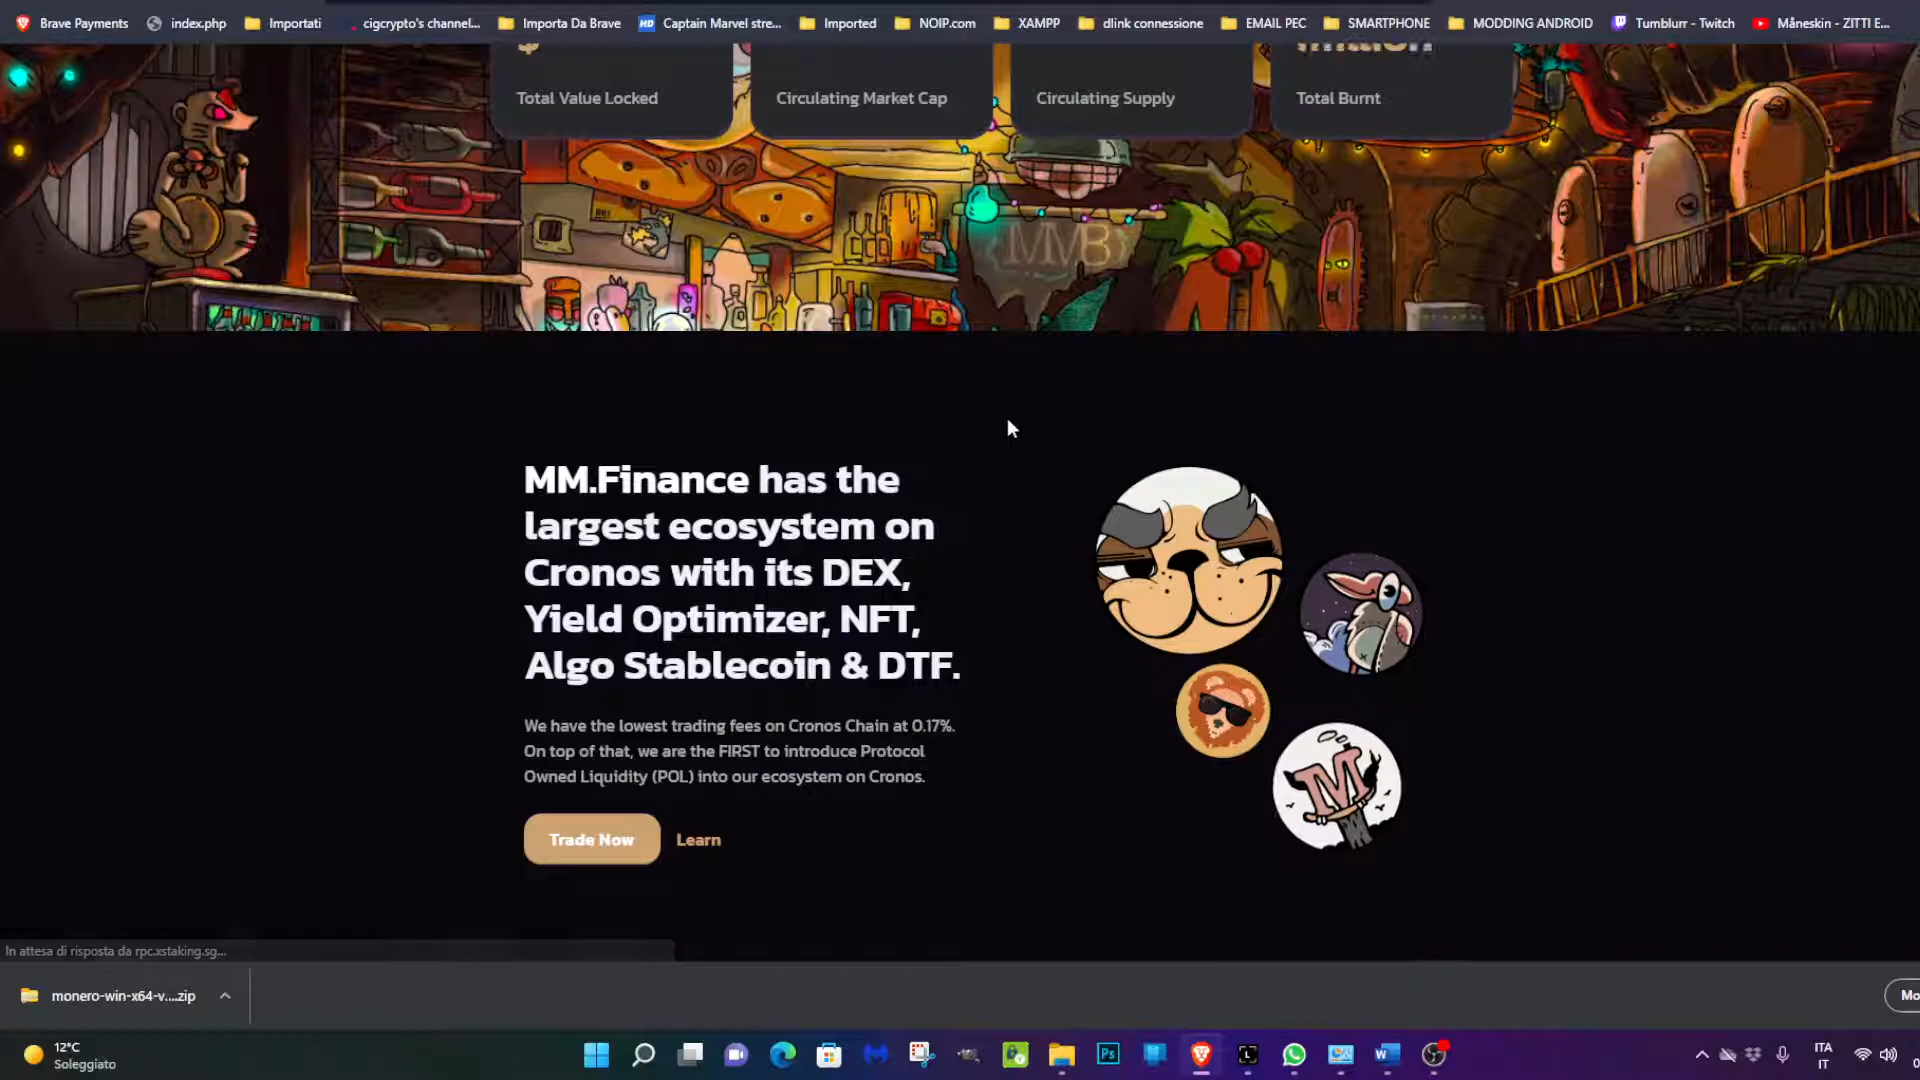 Brave Payments index.php Importati cigcrypto's channel... Importa Da Brave HD Captain Marvel stre... Imported NOIP.com XAMPP dlink connessione EMAIL PEC SMARTPHONE MODDING ANDROID Tumblurr - Twitch Måneskin - ZITTI E...
Total Value Locked Circulating Market Cap Circulating Supply Total Burnt
MMB
MM.Finance has the
largest ecosystem on
Cronos with its DEX,
Yield Optimizer, NFT,
Algo Stablecoin & DTF.
We have the lowest trading fees on Cronos Chain at 0.17%.
On top of that, we are the FIRST to introduce Protocol
Owned Liquidity (POL) into our ecosystem on Cronos.
Trade Now Learn
M
In attesa di risposta da rpc.xstaking.sg...
monero-win-x64-v....zip
Mo
12°C
Soleggiato
Ps
L
W
ITA
IT